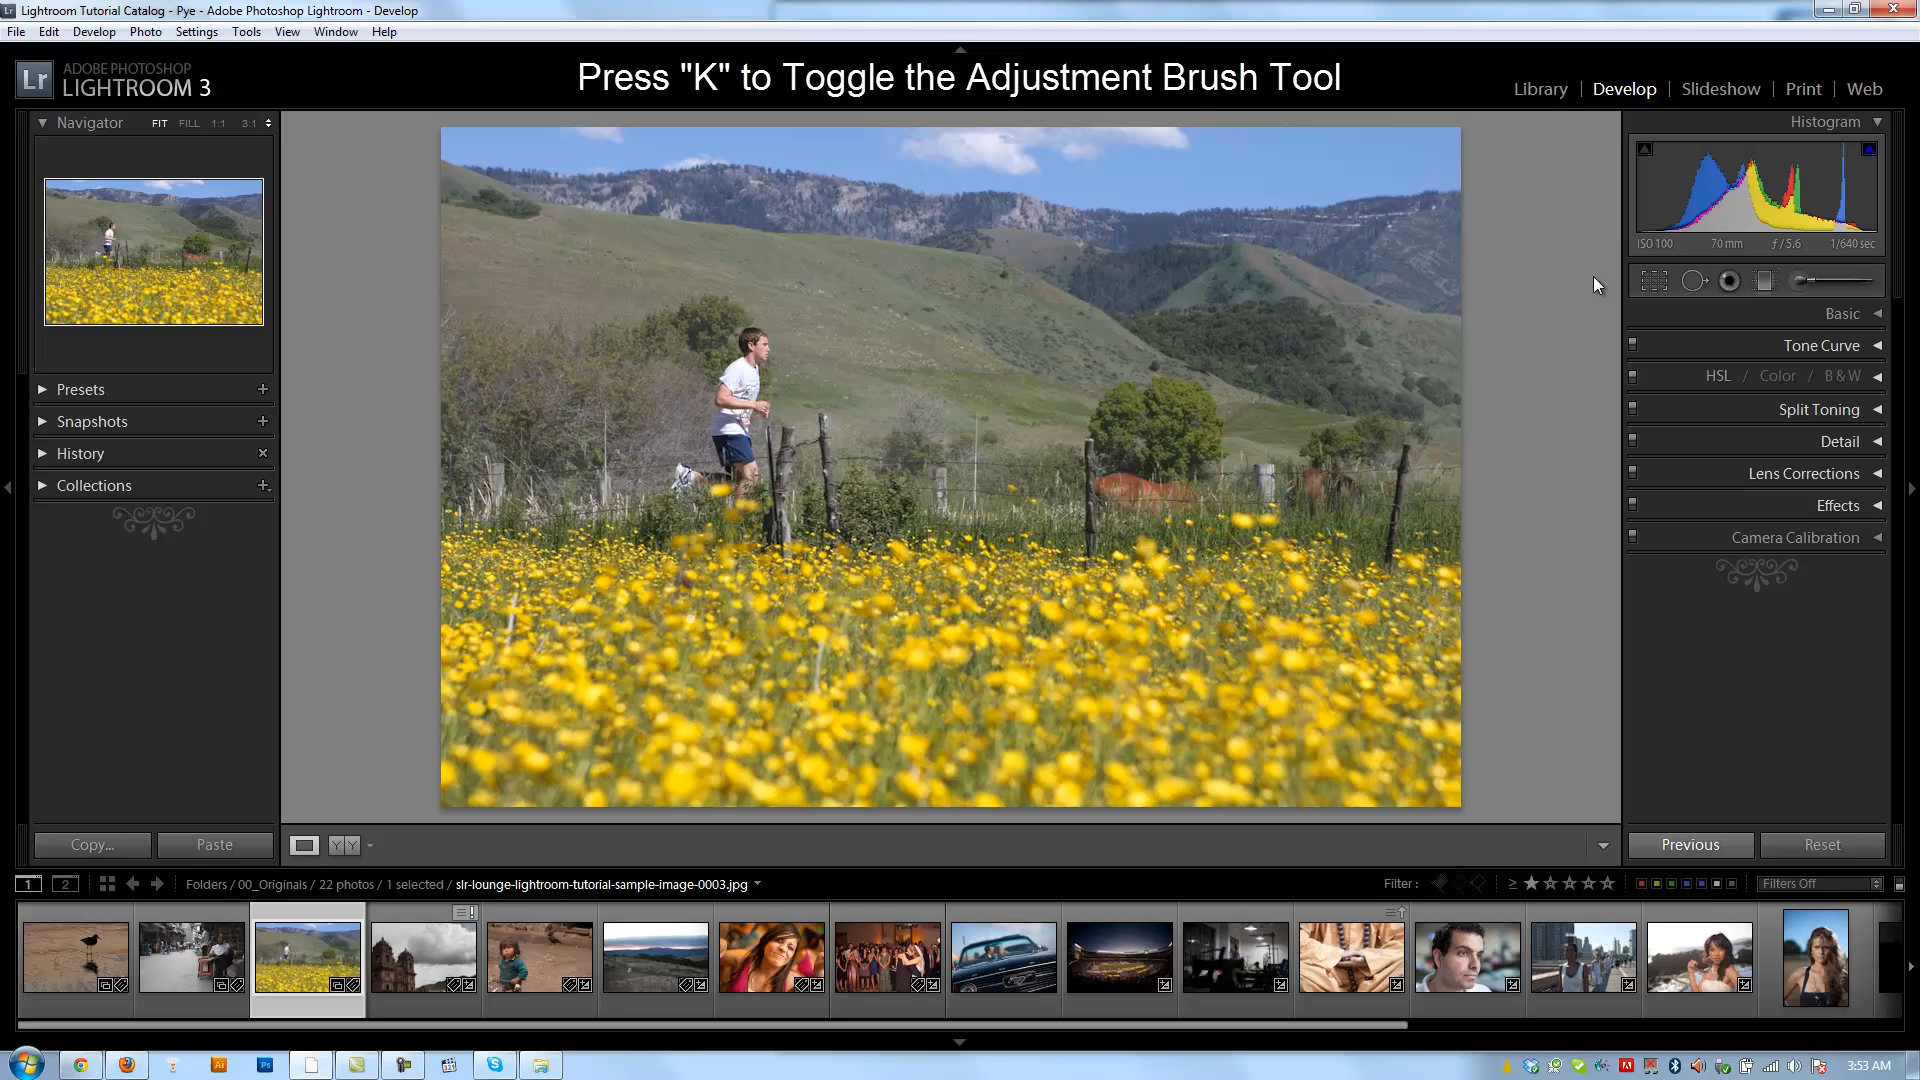 Lightroom Tutorial Catalog - Pye - Adobe Photoshop Lightroom - Develop
File Edit Develop Photo Settings Tools View Window Help
Lr ADOBE PHOTOSHOP
LIGHTROOM 3
Press "K" to Toggle the Adjustment Brush Tool
Library | Develop | Slideshow | Print | Web
Navigator FIT FILL 1:1 3:1
Histogram
ISO 100 70 mm ƒ / 5.6 1/640 sec
Basic
Tone Curve
HSL / Color / B & W
Split Toning
Detail
Lens Corrections
Effects
Camera Calibration
Presets
Snapshots
History
Collections
Copy... Paste
Y Y
Previous Reset
1 2 Folders / 00_Originals / 22 photos / 1 selected / slr-lounge-lightroom-tutorial-sample-image-0003.jpg
Filter : ≥ Filters Off
Ai Ps
3:53 AM